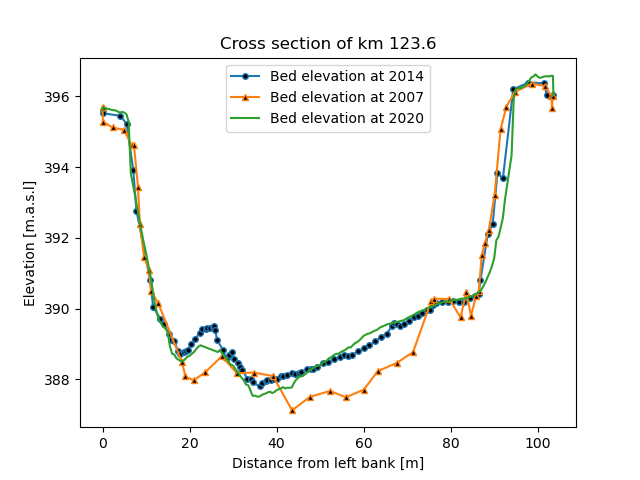 Cross section of km 123.6
Bed elevation at 2014
Bed elevation at 2007
Bed elevation at 2020
Elevation [m.a.s.l]
396
394
392
390
388
0 20 40 60 80 100
Distance from left bank [m]